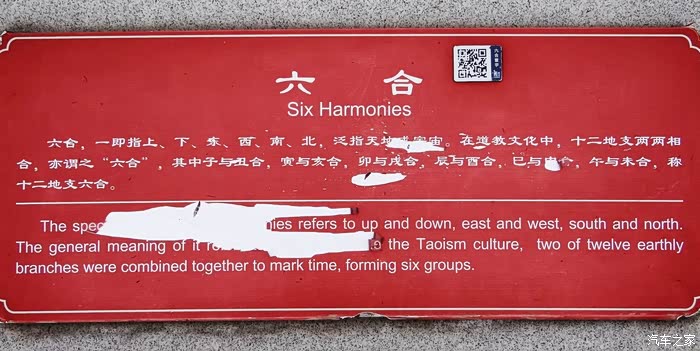 六合
Six Harmonies
六合，一即指上、下、东、西、南、北，泛指天地或宇宙。在道教文化中，十二地支两两相
合，亦谓之“六合”，其中子与丑合，寅与亥合，卯与戌合，辰与酉合，巳与合，午与未合，称
十二地支六合。
The refers to up and down, east and west, south and north.
The general meaning of it the Taoism culture, two of twelve earthly
branches were combined together to mark time, forming six groups.
汽车之家